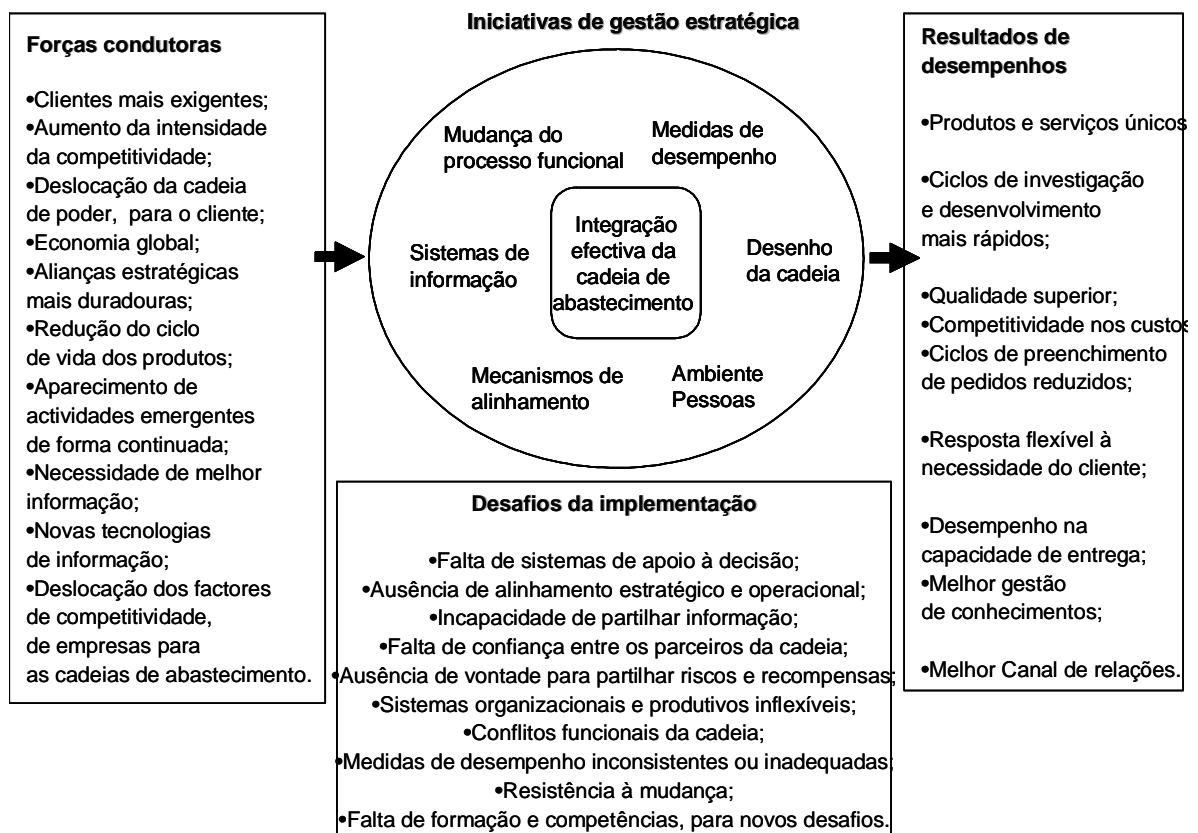 Forças condutoras
•Clientes mais exigentes;
•Aumento da intensidade
da competitividade;
•Deslocação da cadeia
de poder, para o cliente;
•Economia global;
•Alianças estratégicas
mais duradouras;
•Redução do ciclo
de vida dos produtos;
•Aparecimento de
actividades emergentes
de forma continuada;
•Necessidade de melhor
informação;
•Novas tecnologias
de informação;
•Deslocação dos factores
de competitividade,
de empresas para
as cadeias de abastecimento.
Iniciativas de gestão estratégica
Mudança do
processo funcional
Medidas de
desempenho
Sistemas de
informação
Integração
efectiva da
cadeia de
abastecimento
Desenho
da cadeia
Mecanismos de
alinhamento
Ambiente
Pessoas
Desafios da implementação
•Falta de sistemas de apoio à decisão;
•Ausência de alinhamento estratégico e operacional;
•Incapacidade de partilhar informação;
•Falta de confiança entre os parceiros da cadeia;
•Ausência de vontade para partilhar riscos e recompensas;
•Sistemas organizacionais e produtivos inflexíveis;
•Conflitos funcionais da cadeia;
•Medidas de desempenho inconsistentes ou inadequadas;
•Resistência à mudança;
•Falta de formação e competências, para novos desafios.
Resultados de
desempenhos
•Produtos e serviços únicos
•Ciclos de investigação
e desenvolvimento
mais rápidos;
•Qualidade superior;
•Competitividade nos custos
•Ciclos de preenchimento
de pedidos reduzidos;
•Resposta flexível à
necessidade do cliente;
•Desempenho na
capacidade de entrega;
•Melhor gestão
de conhecimentos;
•Melhor Canal de relações.